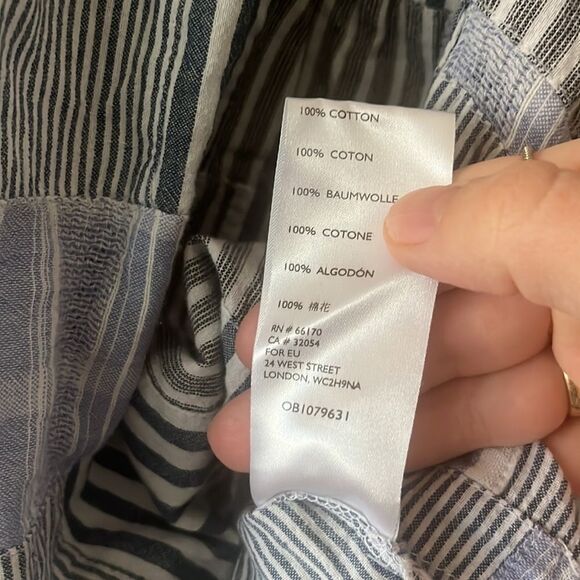 100% COTTON
100% COTON
100% BAUMWOLLE
100% COTONE
100% ALGODÓN
100% 棉花
RN # 66170
CA # 32054
FOR EU
24 WEST STREET
LONDON, WC2H9NA
OB1079631